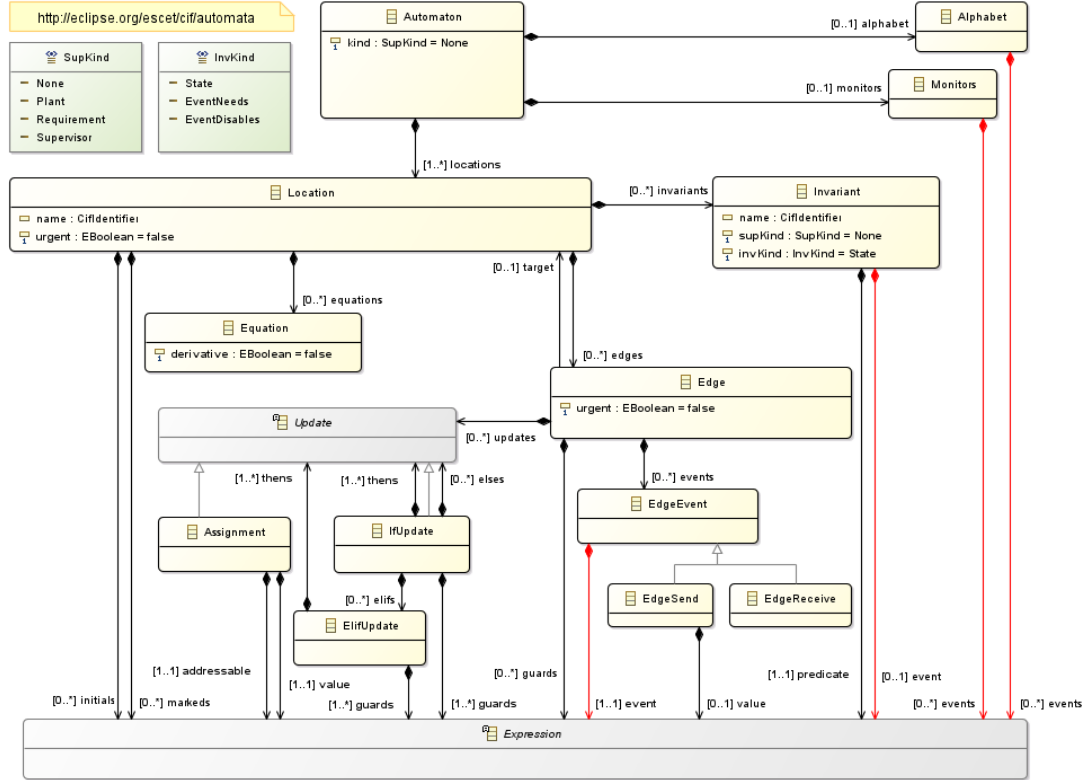 http://eclipse.org/escet/cif/automata
Automaton
kind : SupKind = None
[0..1] alphabet
Alphabet
SupKind
None
Plant
Requirement
Supervisor
InvKind
State
EventNeeds
EventDisables
[0..1] monitors
Monitors
[1..*] locations
Location
name : CifIdentifier
urgent : EBoolean = false
[0..*] invariants
Invariant
name : CifIdentifier
supKind : SupKind = None
invKind : InvKind = State
[0..1] target
[0..*] equations
Equation
derivative : EBoolean = false
[0..*] edges
Edge
urgent : EBoolean = false
Update
[0..*] updates
[1..*] thens
[1..*] thens
[0..*] elses
[0..*] events
EdgeEvent
Assignment
IfUpdate
[0..*] elifs
EdgeSend
EdgeReceive
ElifUpdate
[1..1] addressable
[1..1] value
[0..*] guards
[1..1] predicate
[0..1] event
[0..*] initials
[0..*] markeds
[1..*] guards
[1..*] guards
[1..1] event
[0..1] value
[0..*] events
[0..*] events
Expression